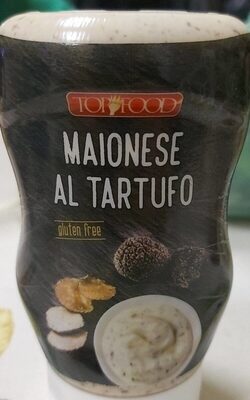 TOP FOOD
MAIONESE
AL TARTUFO
gluten free